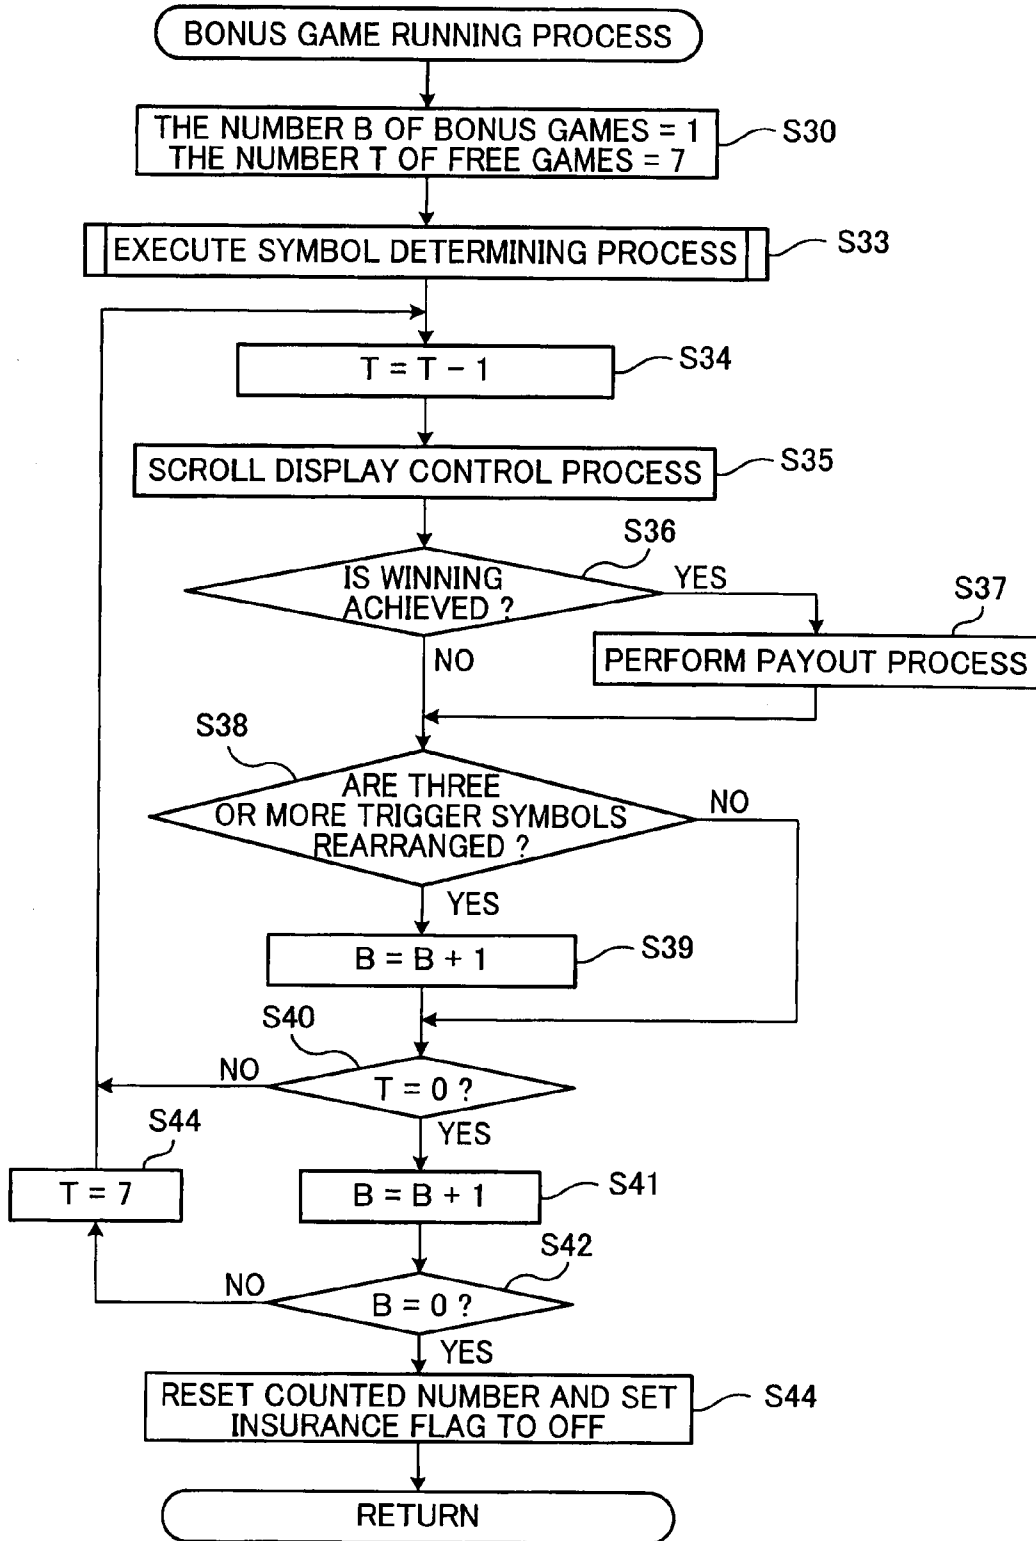 BONUS GAME RUNNING PROCESS
THE NUMBER B OF BONUS GAMES = 1
THE NUMBER T OF FREE GAMES = 7
S30
EXECUTE SYMBOL DETERMINING PROCESS
S33
T = T - 1
S34
SCROLL DISPLAY CONTROL PROCESS
S35
S36
IS WINNING
ACHIEVED ?
YES
NO
S37
PERFORM PAYOUT PROCESS
S38
ARE THREE
OR MORE TRIGGER SYMBOLS
REARRANGED ?
NO
YES
B = B + 1
S39
S40
T = 0 ?
NO
YES
S44
T = 7
B = B + 1
S41
S42
B = 0 ?
NO
YES
RESET COUNTED NUMBER AND SET
INSURANCE FLAG TO OFF
S44
RETURN